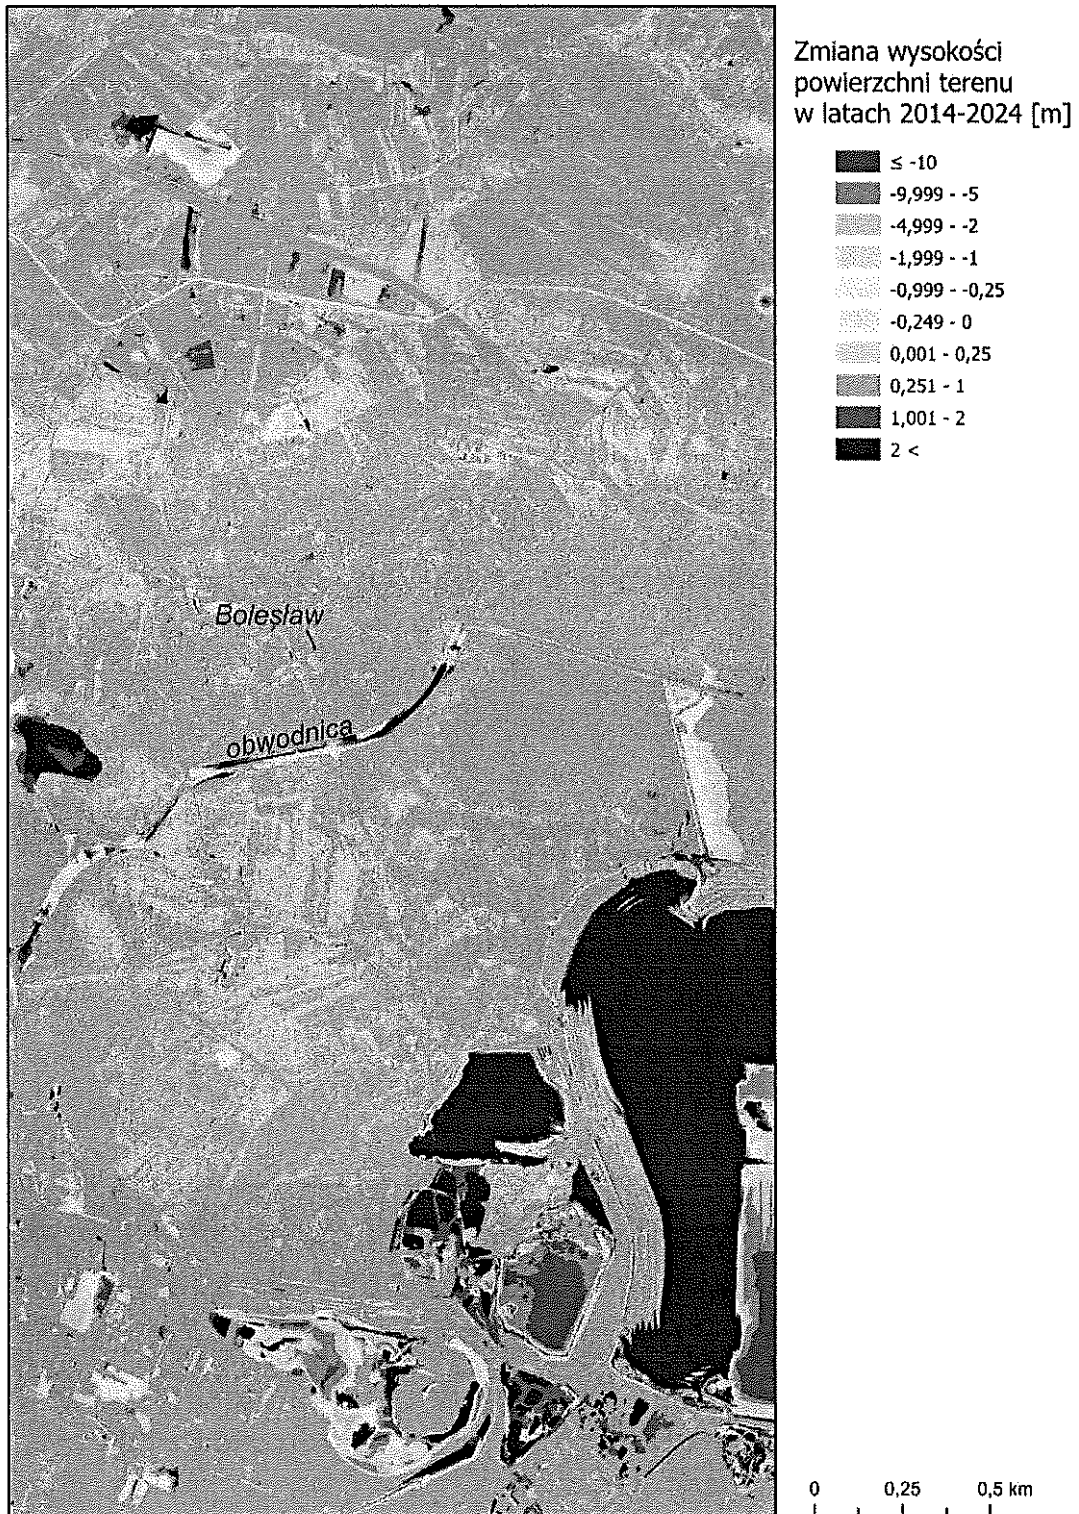 Zmiana wysokości
powierzchni terenu
w latach 2014-2024 [m]
≤ -10
-9,999 - -5
-4,999 - -2
-1,999 - -1
-0,999 - -0,25
-0,249 - 0
0,001 - 0,25
0,251 - 1
1,001 - 2
2 <
Bolesław
obwodnica
0 0,25 0,5 km